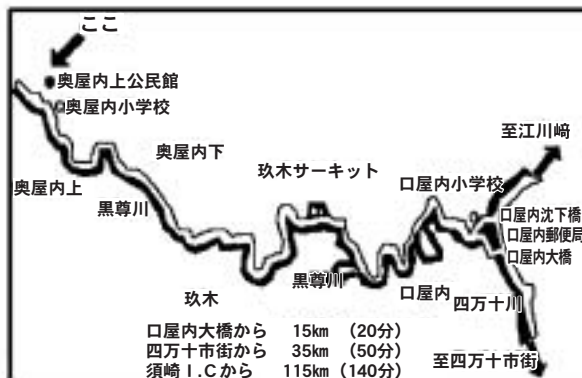 ここ
奥屋内上公民館
奥屋内小学校
奥屋内下
至江川﨑
玖木サーキット
口屋内小学校
奥屋内上
黒尊川
口屋内沈下橋
口屋内郵便局
口屋内大橋
黒尊川
口屋内
玖木
四万十川
口屋内大橋から 15km (20分)
四万十市街から 35km (50分)
須崎I.Cから 115km (140分)
至四万十市街